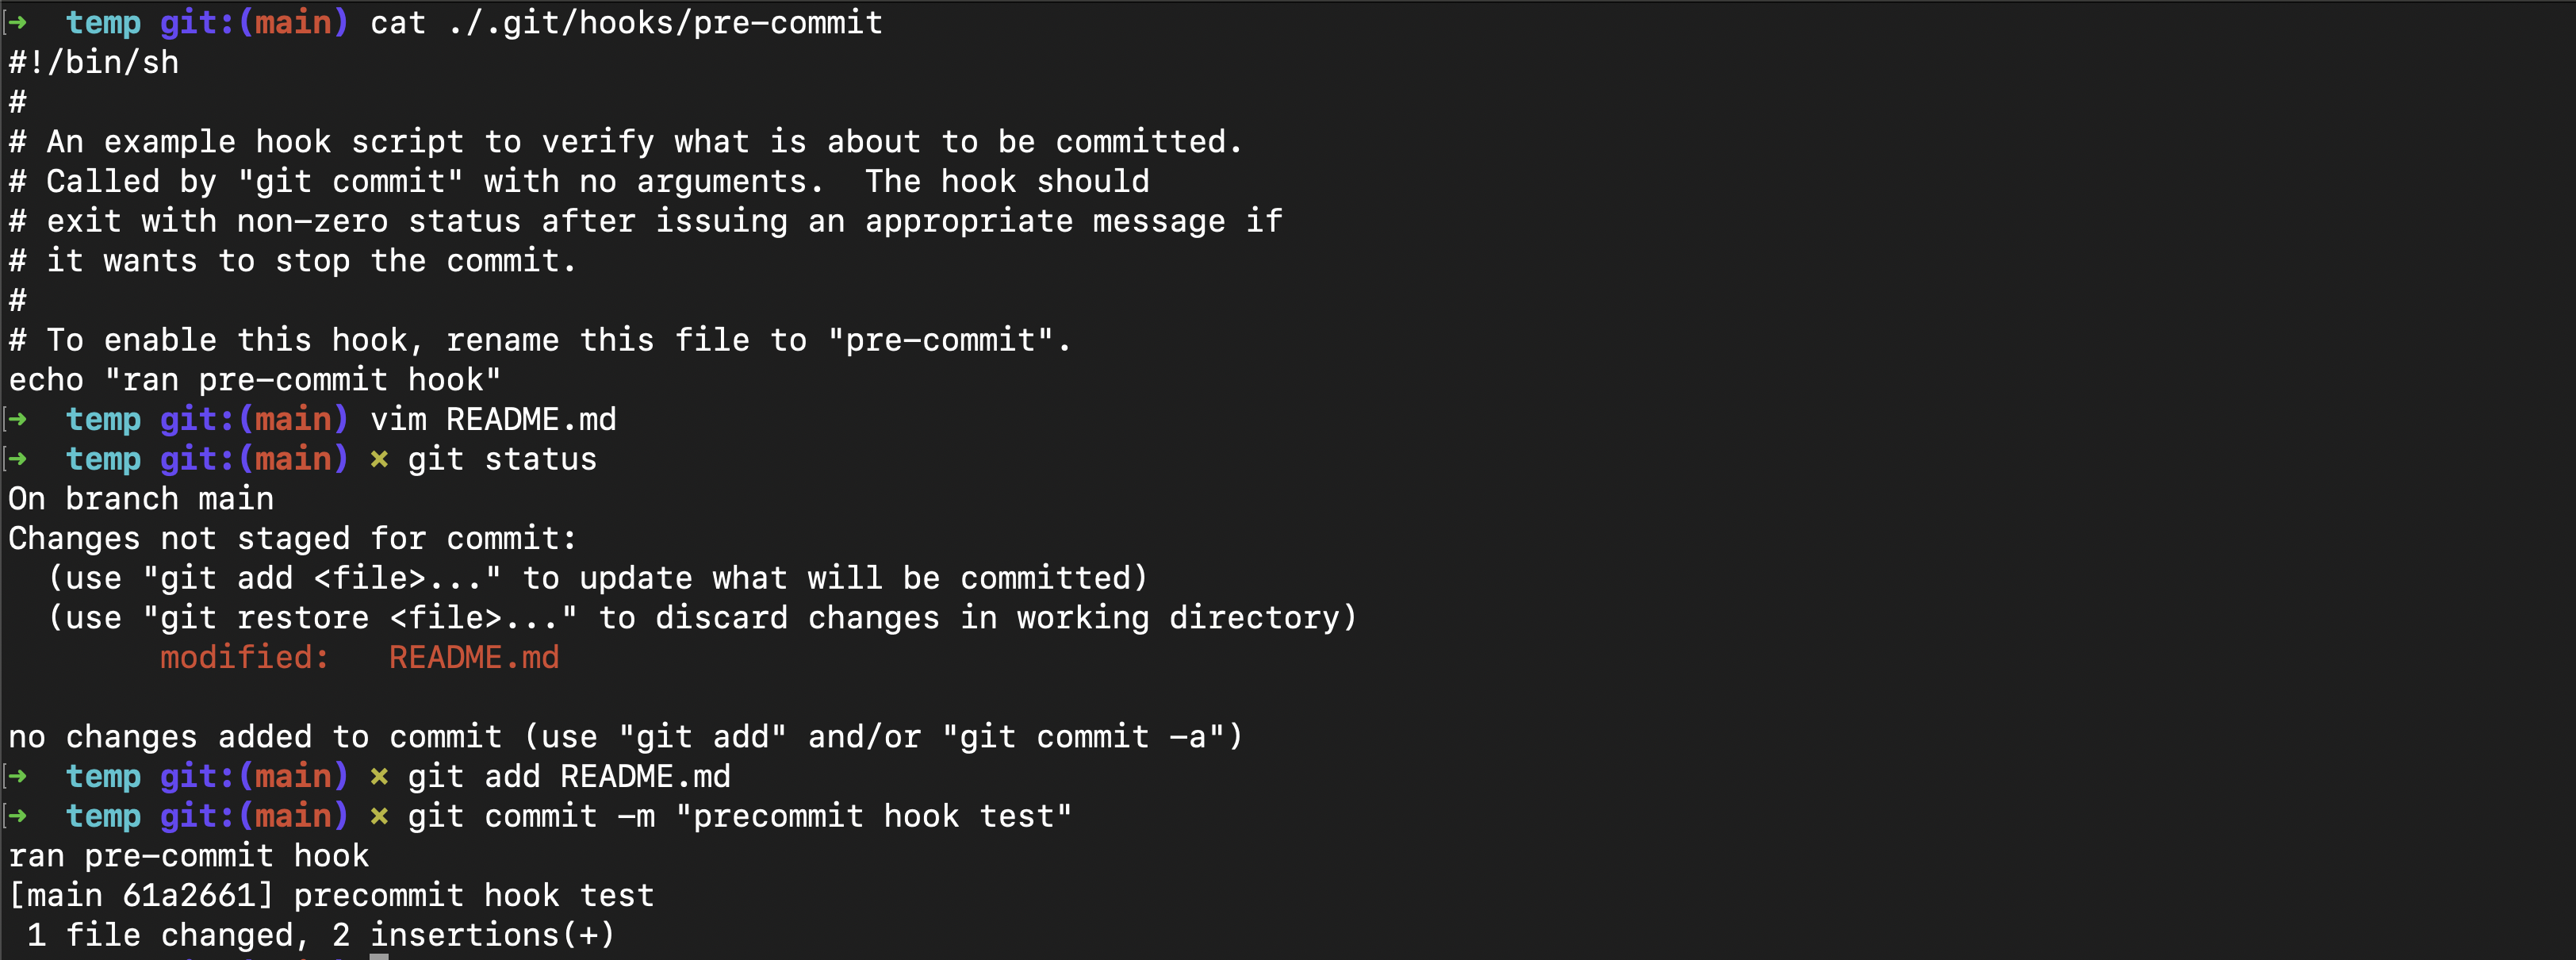 ➜  temp git:(main) cat ./.git/hooks/pre-commit
#!/bin/sh
#
# An example hook script to verify what is about to be committed.
# Called by "git commit" with no arguments.  The hook should
# exit with non-zero status after issuing an appropriate message if
# it wants to stop the commit.
#
# To enable this hook, rename this file to "pre-commit".
echo "ran pre-commit hook"
➜  temp git:(main) vim README.md
➜  temp git:(main) ✗ git status
On branch main
Changes not staged for commit:
  (use "git add <file>..." to update what will be committed)
  (use "git restore <file>..." to discard changes in working directory)
        modified:   README.md
no changes added to commit (use "git add" and/or "git commit -a")
➜  temp git:(main) ✗ git add README.md
➜  temp git:(main) ✗ git commit -m "precommit hook test"
ran pre-commit hook
[main 61a2661] precommit hook test
 1 file changed, 2 insertions(+)